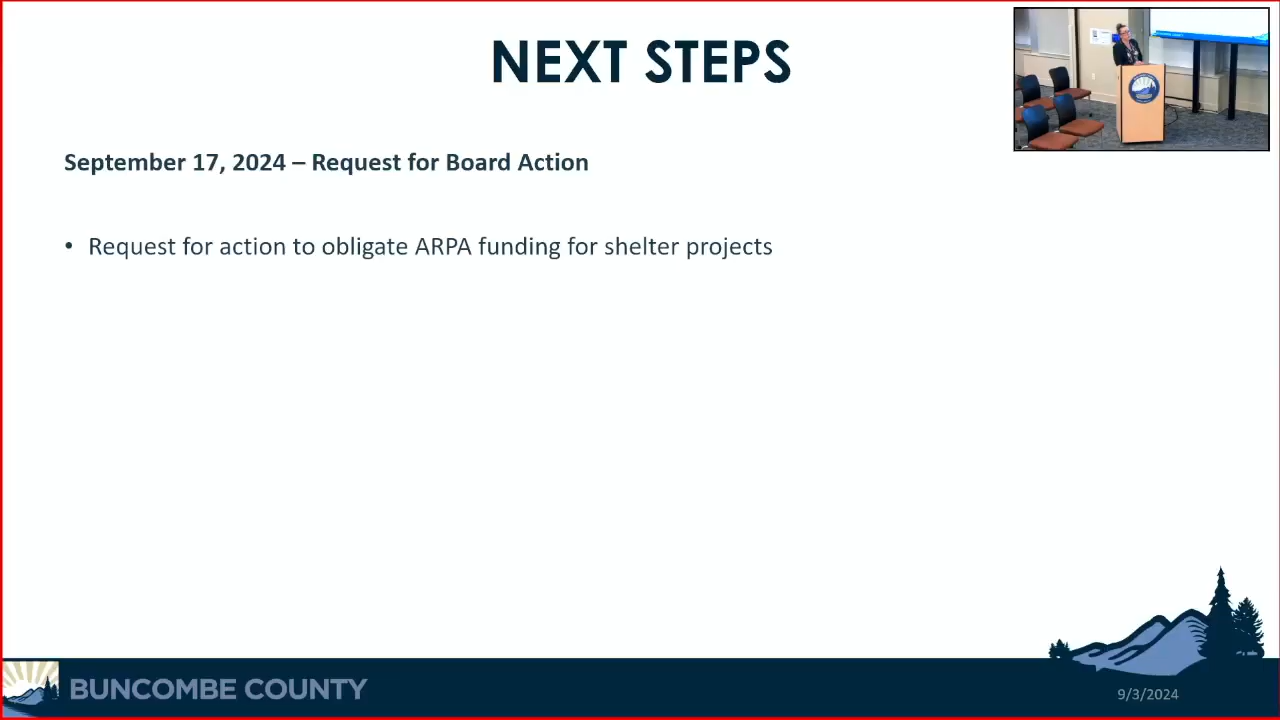 NEXT STEPS
September 17, 2024 – Request for Board Action
• Request for action to obligate ARPA funding for shelter projects
BUNCOMBE COUNTY
9/3/2024